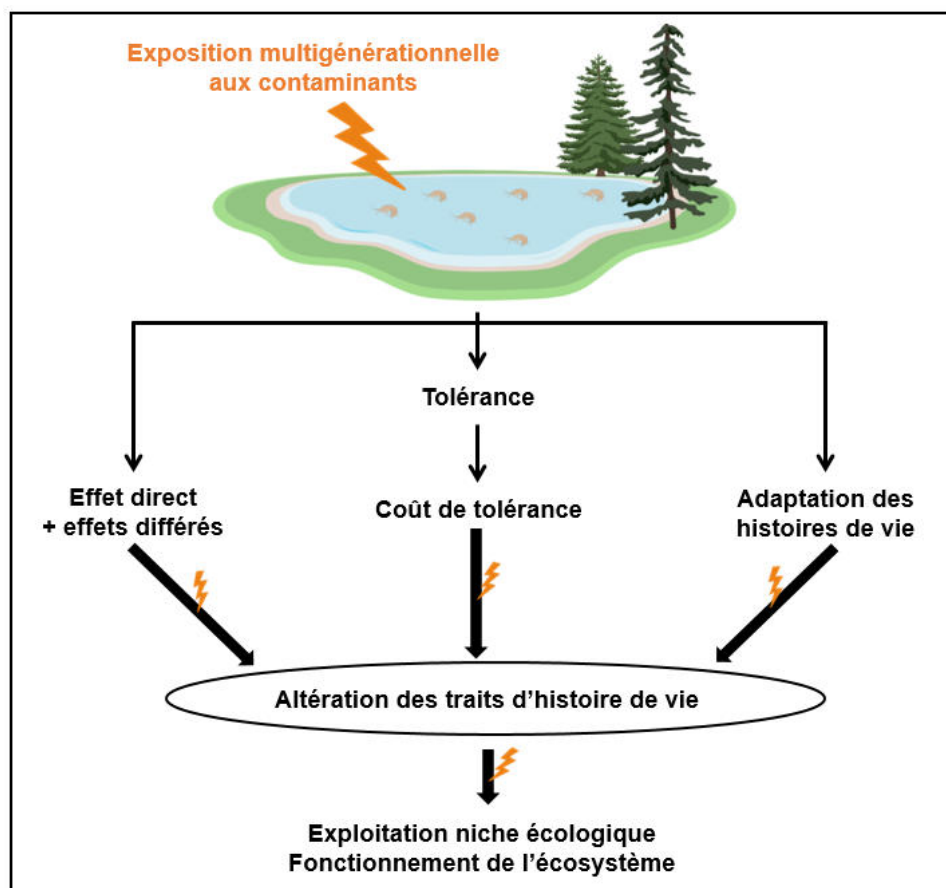 Exposition multigénérationnelle
aux contaminants
Tolérance
Effet direct
+ effets différés
Coût de tolérance
Adaptation des
histoires de vie
Altération des traits d'histoire de vie
Exploitation niche écologique
Fonctionnement de l'écosystème